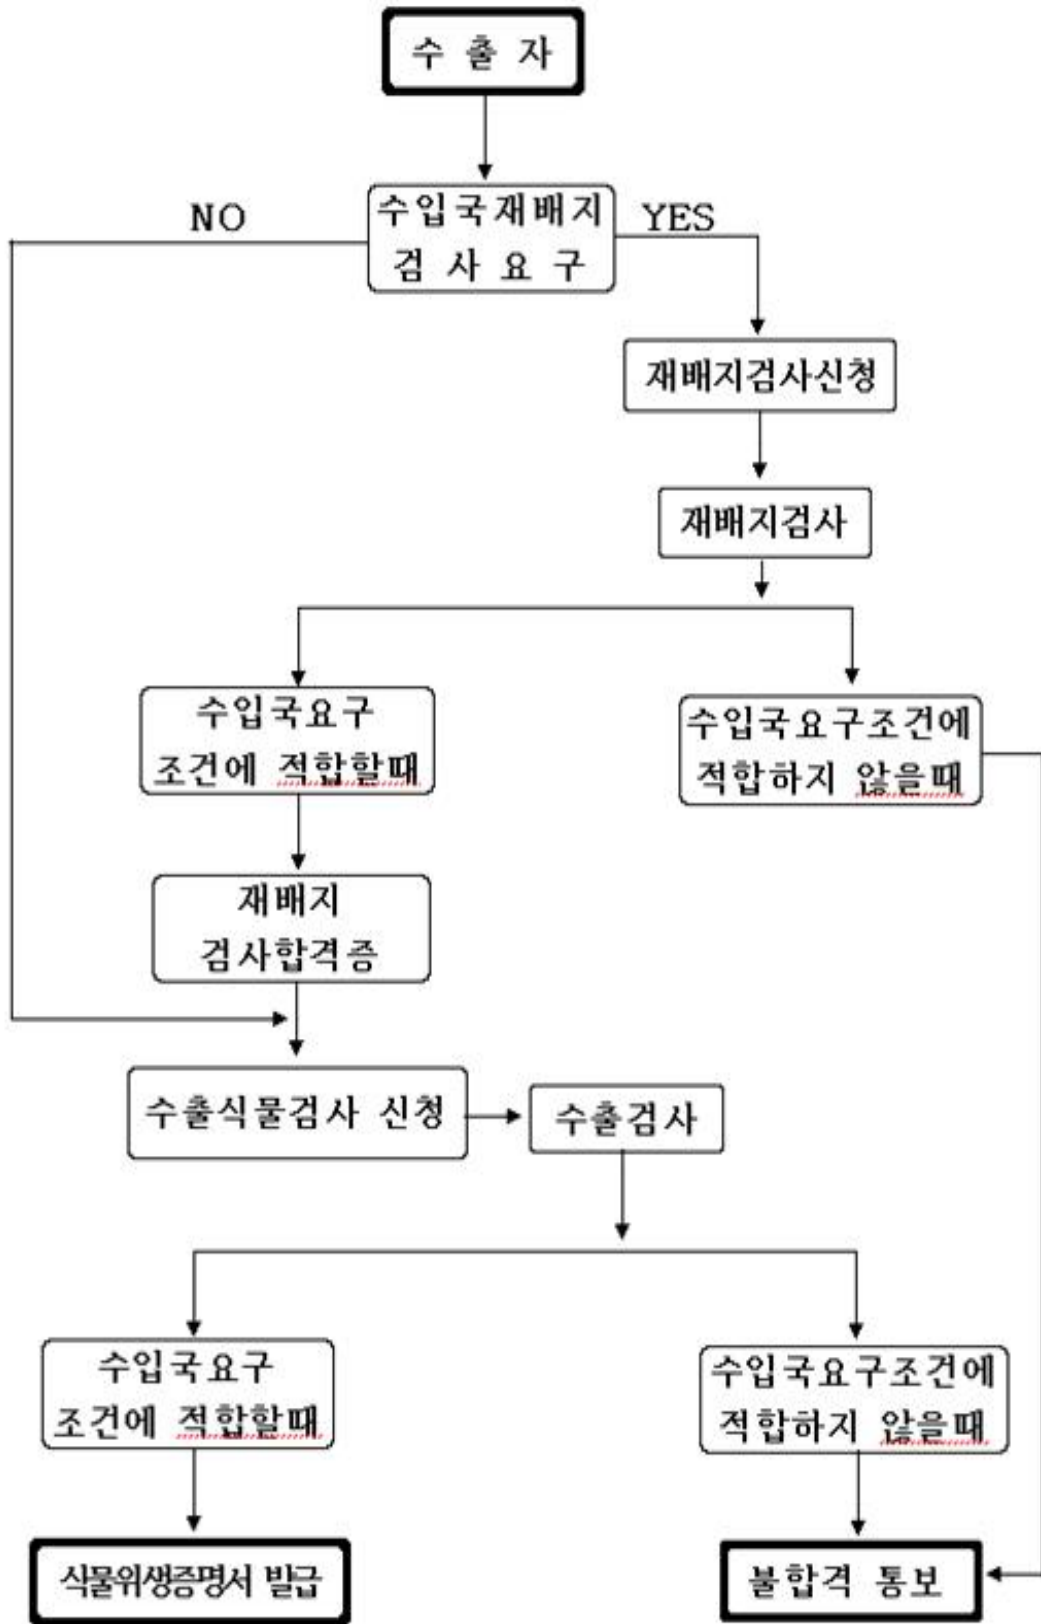 수 출 자
NO
수입국재배지
검 사 요 구
YES
재배지검사신청
재배지검사
수입국요구
조건에 적합할때
수입국요구조건에
적합하지 않을때
재배지
검사합격증
수출식물검사 신청
수출검사
수입국요구
조건에 적합할때
수입국요구조건에
적합하지 않을때
식물위생증명서 발급
불합격 통보